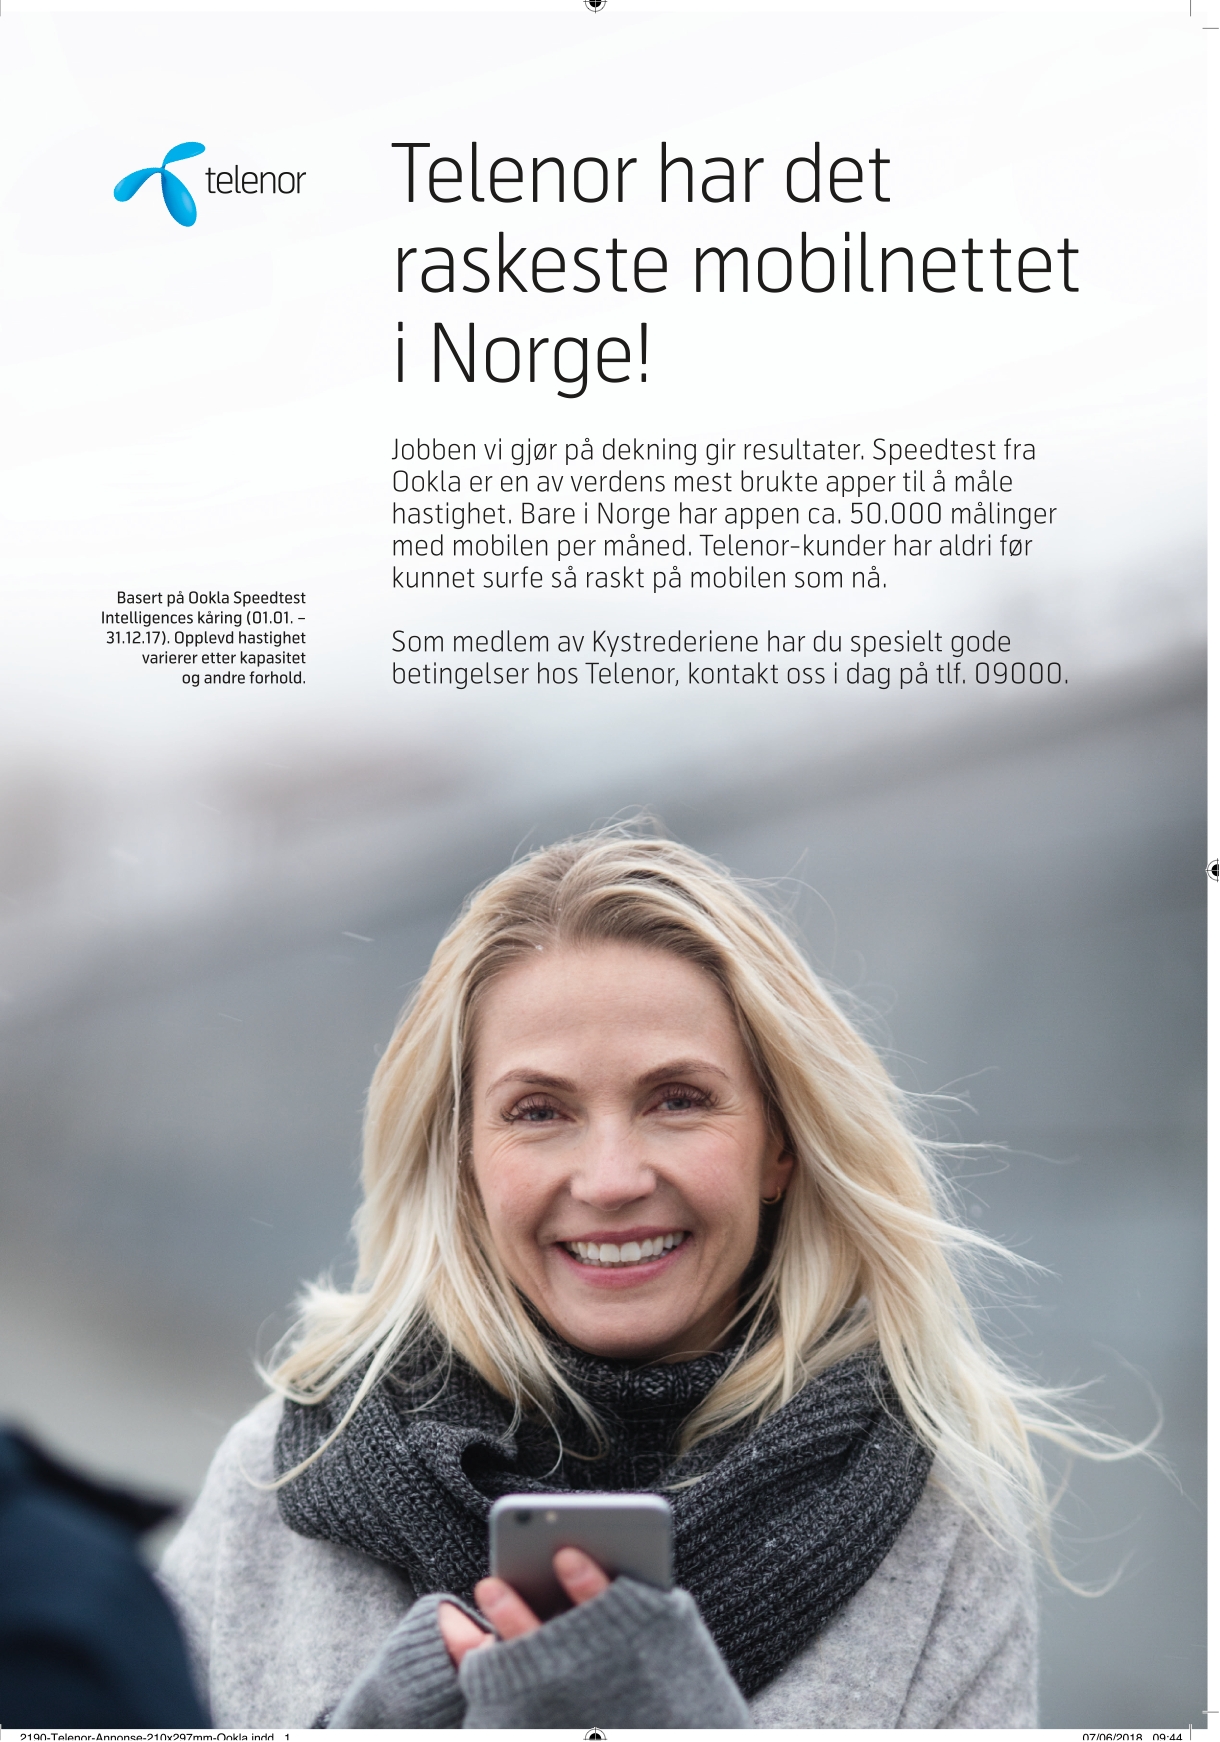 telenor
Telenor har det
raskeste mobilnettet
i Norge!
Jobben vi gjør på dekning gir resultater. Speedtest fra
Ookla er en av verdens mest brukte apper til å måle
hastighet. Bare i Norge har appen ca. 50.000 målinger
med mobilen per måned. Telenor-kunder har aldri før
kunnet surfe så raskt på mobilen som nå.
Som medlem av Kystrederiene har du spesielt gode
betingelser hos Telenor, kontakt oss i dag på tlf. 09000.
Basert på Ookla Speedtest
Intelligences kåring (01.01. –
31.12.17). Opplevd hastighet
varierer etter kapasitet
og andre forhold.
2190-Telenor-Annonse-210x297mm-Ookla.indd   1
07/06/2018   09:44